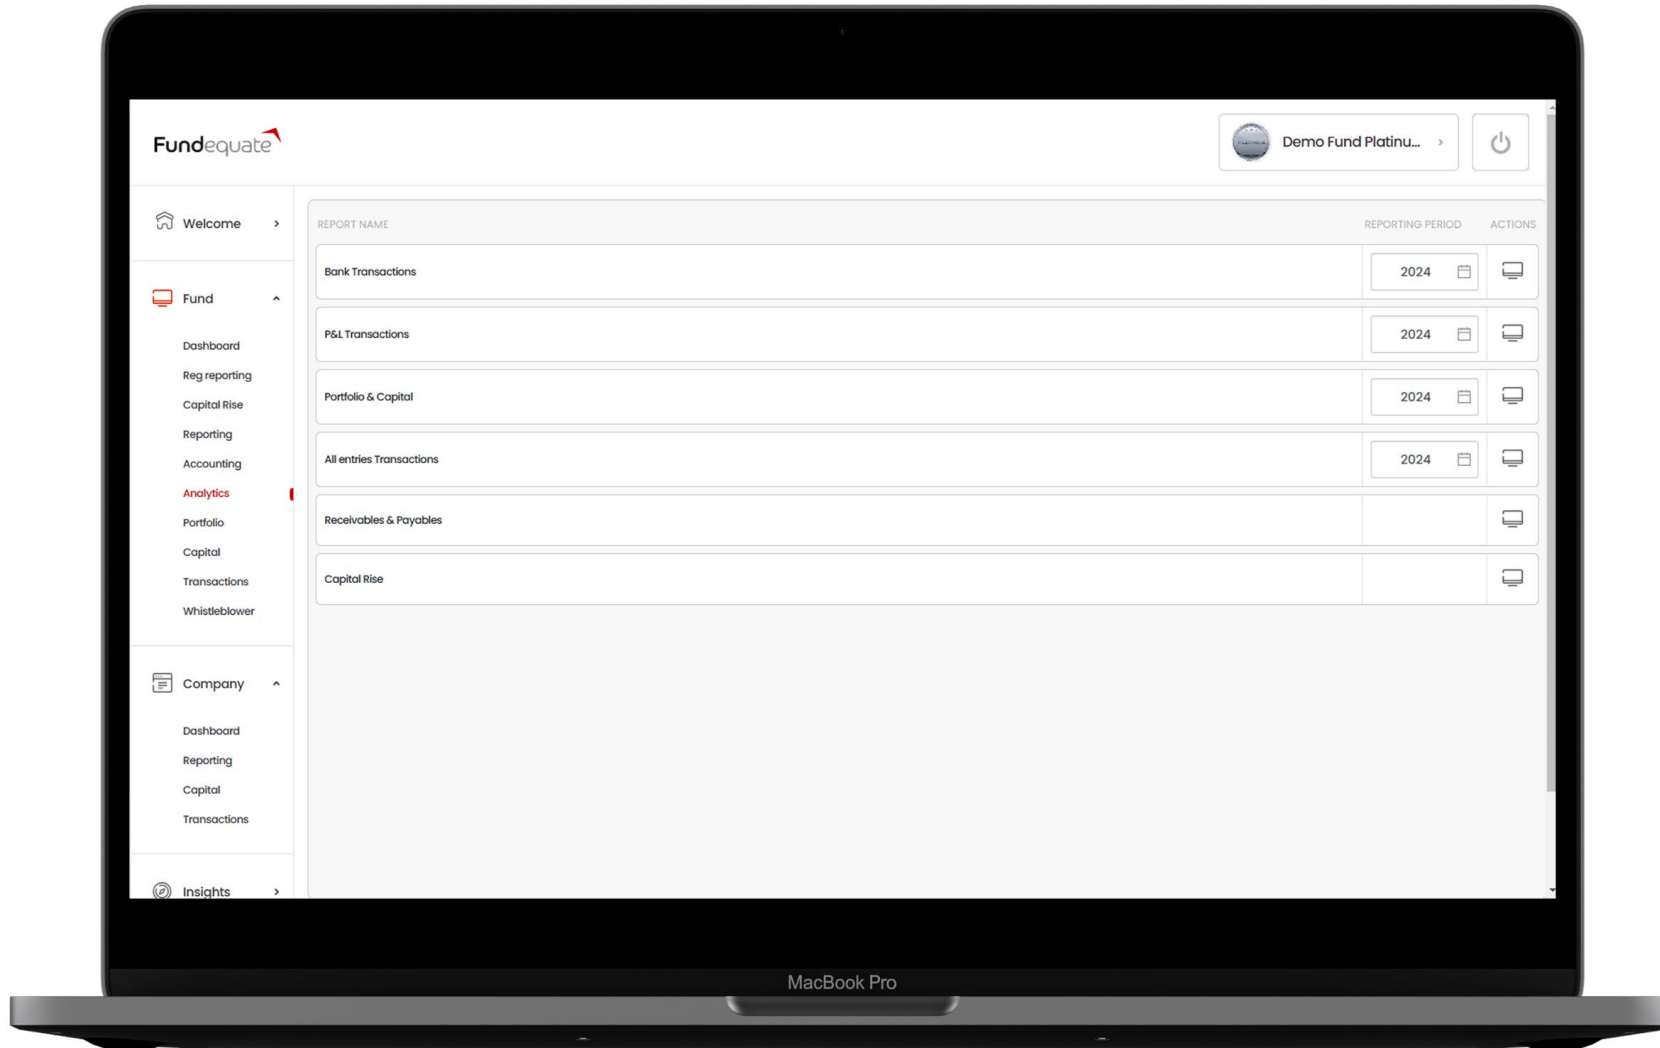 Fundequate
Demo Fund Platinu...
Welcome
Fund
Dashboard
Reg reporting
Capital Rise
Reporting
Accounting
Analytics
Portfolio
Capital
Transactions
Whistleblower
Company
Dashboard
Reporting
Capital
Transactions
Insights
REPORT NAME REPORTING PERIOD ACTIONS
Bank Transactions 2024
P&L Transactions 2024
Portfolio & Capital 2024
All entries Transactions 2024
Receivables & Payables
Capital Rise
MacBook Pro